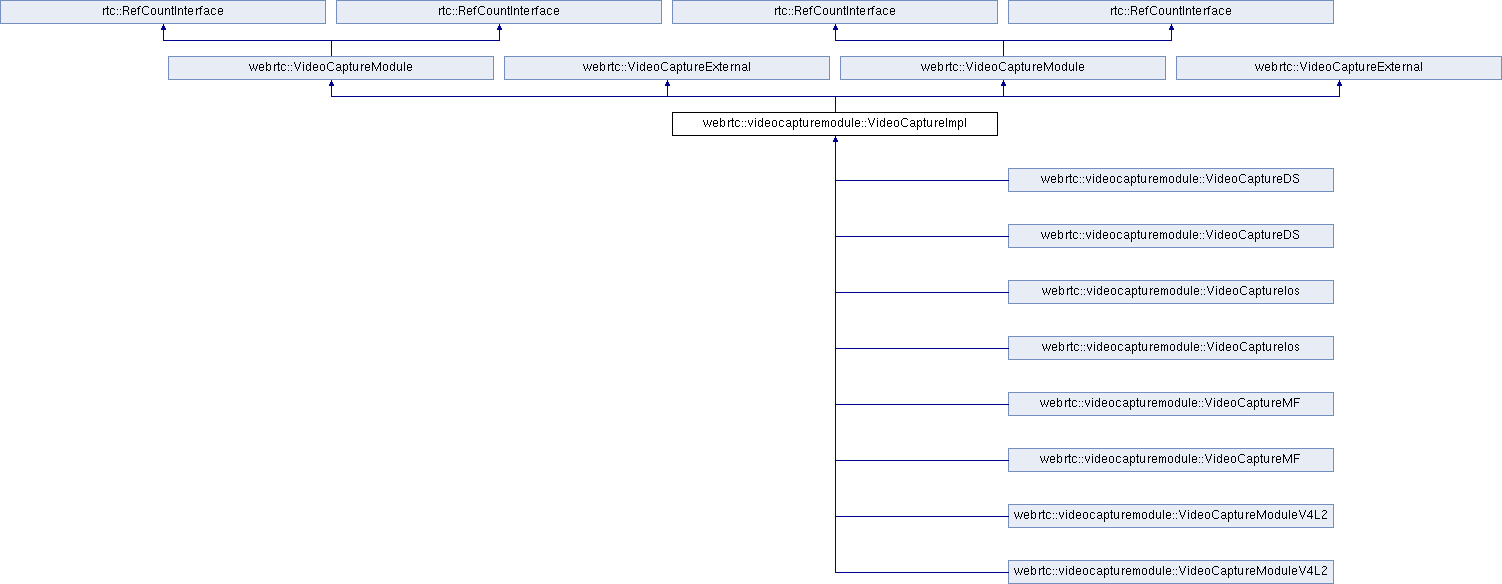 rtc::RefCountInterface
rtc::RefCountInterface
rtc::RefCountInterface
rtc::RefCountInterface
webrtc::VideoCaptureModule
webrtc::VideoCaptureExternal
webrtc::VideoCaptureModule
webrtc::VideoCaptureExternal
webrtc::videocapturemodule::VideoCaptureImpl
webrtc::videocapturemodule::VideoCaptureDS
webrtc::videocapturemodule::VideoCaptureDS
webrtc::videocapturemodule::VideoCaptureIos
webrtc::videocapturemodule::VideoCaptureIos
webrtc::videocapturemodule::VideoCaptureMF
webrtc::videocapturemodule::VideoCaptureMF
webrtc::videocapturemodule::VideoCaptureModuleV4L2
webrtc::videocapturemodule::VideoCaptureModuleV4L2